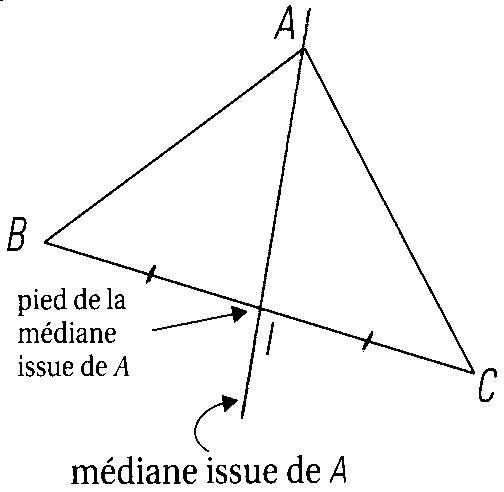 A
B
pied de la
médiane
issue de A
I
C
médiane issue de A